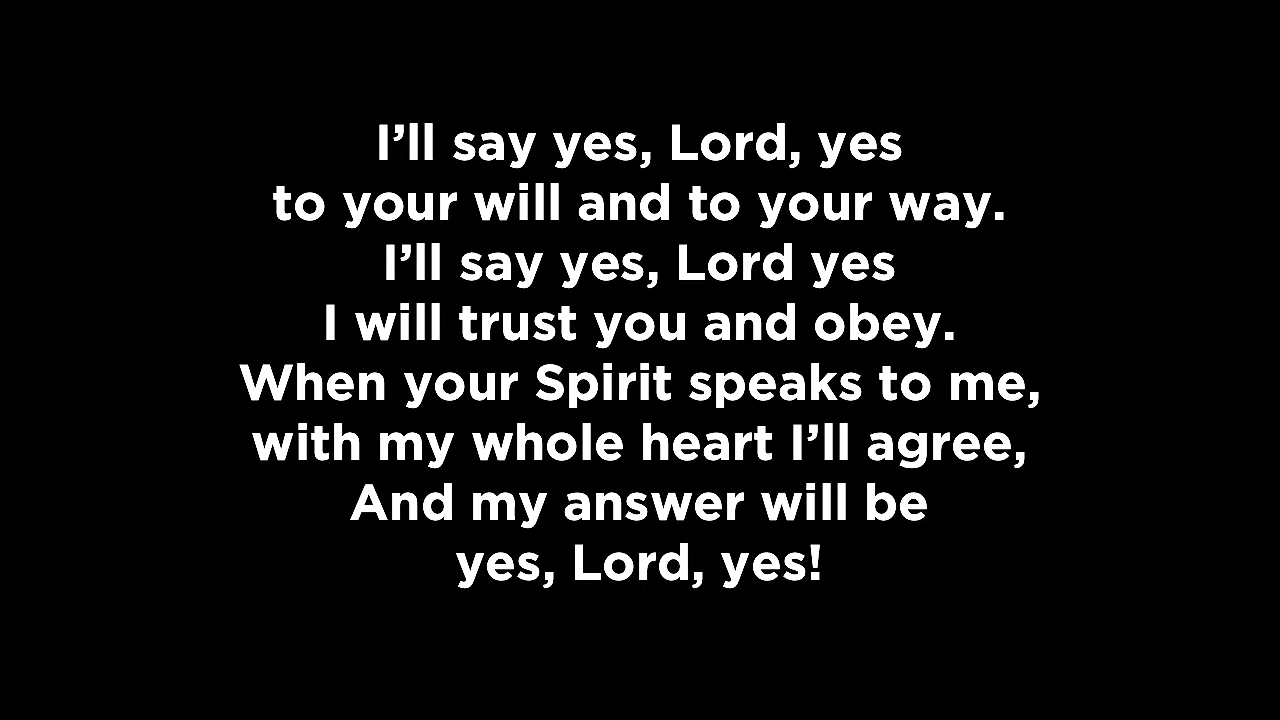 I’ll say yes, Lord, yes
to your will and to your way.
I’ll say yes, Lord yes
I will trust you and obey.
When your Spirit speaks to me,
with my whole heart I’ll agree,
And my answer will be
yes, Lord, yes!